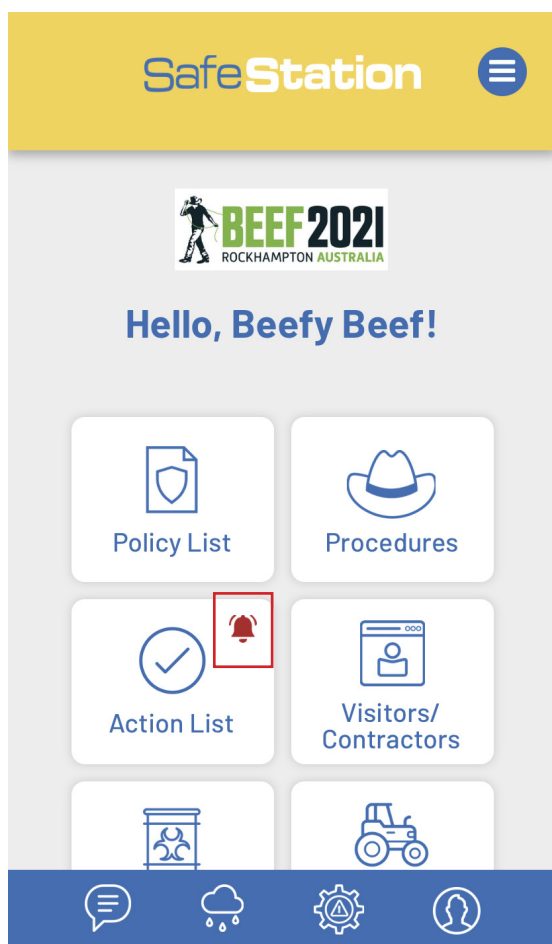 SafeStation
BEEF2021
ROCKHAMPTON AUSTRALIA
Hello, Beefy Beef!
Policy List
Procedures
Action List
Visitors/
Contractors